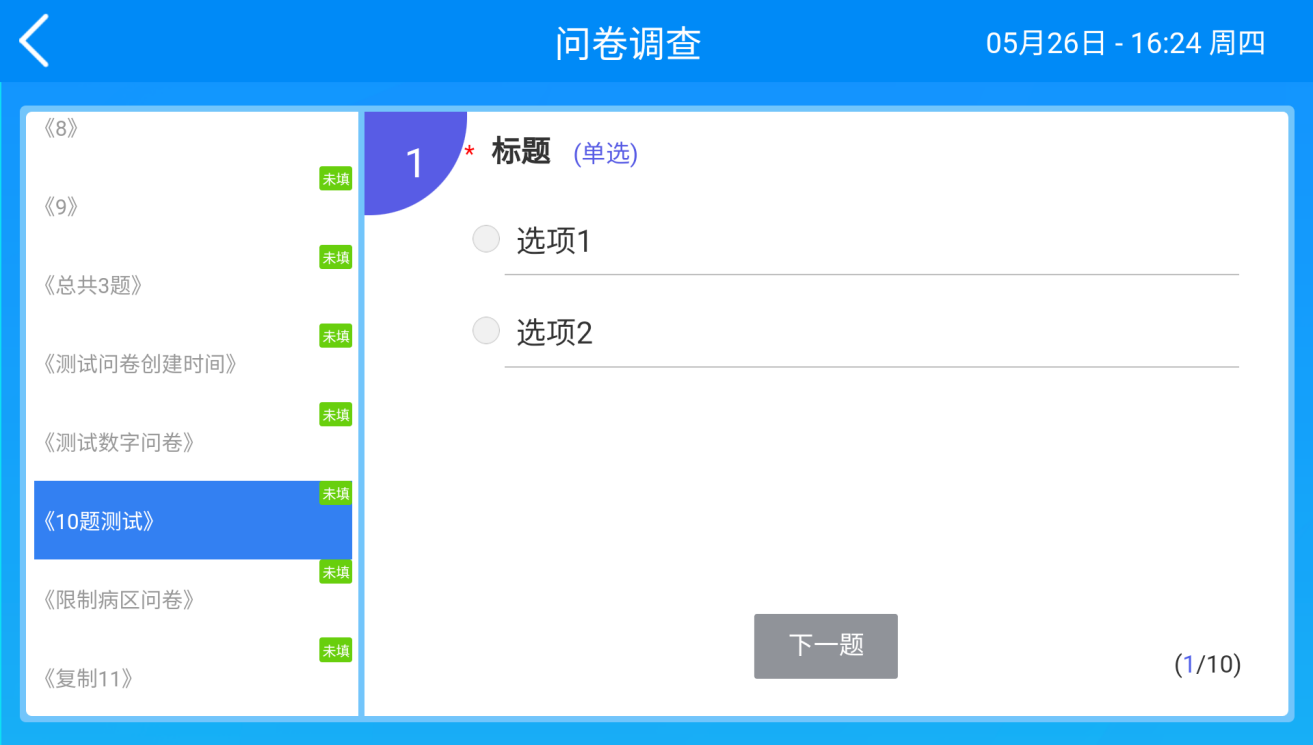 问卷调查
05月26日 - 16:24 周四
《8》
未填
《9》
未填
《总共3题》
未填
《测试问卷创建时间》
未填
《测试数字问卷》
未填
《10题测试》
未填
《限制病区问卷》
未填
《复制11》
1
* 标题 (单选)
选项1
选项2
下一题
(1/10)